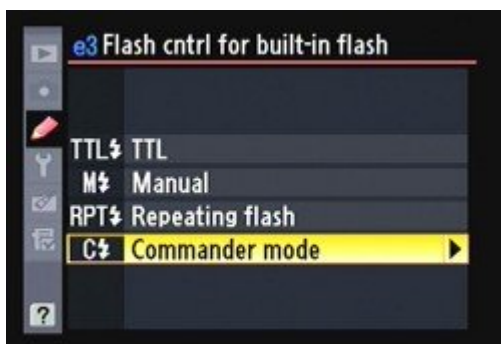 e3 Flash cntrl for built-in flash
TTL⚡ TTL
M⚡ Manual
RPT⚡ Repeating flash
C⚡ Commander mode
?